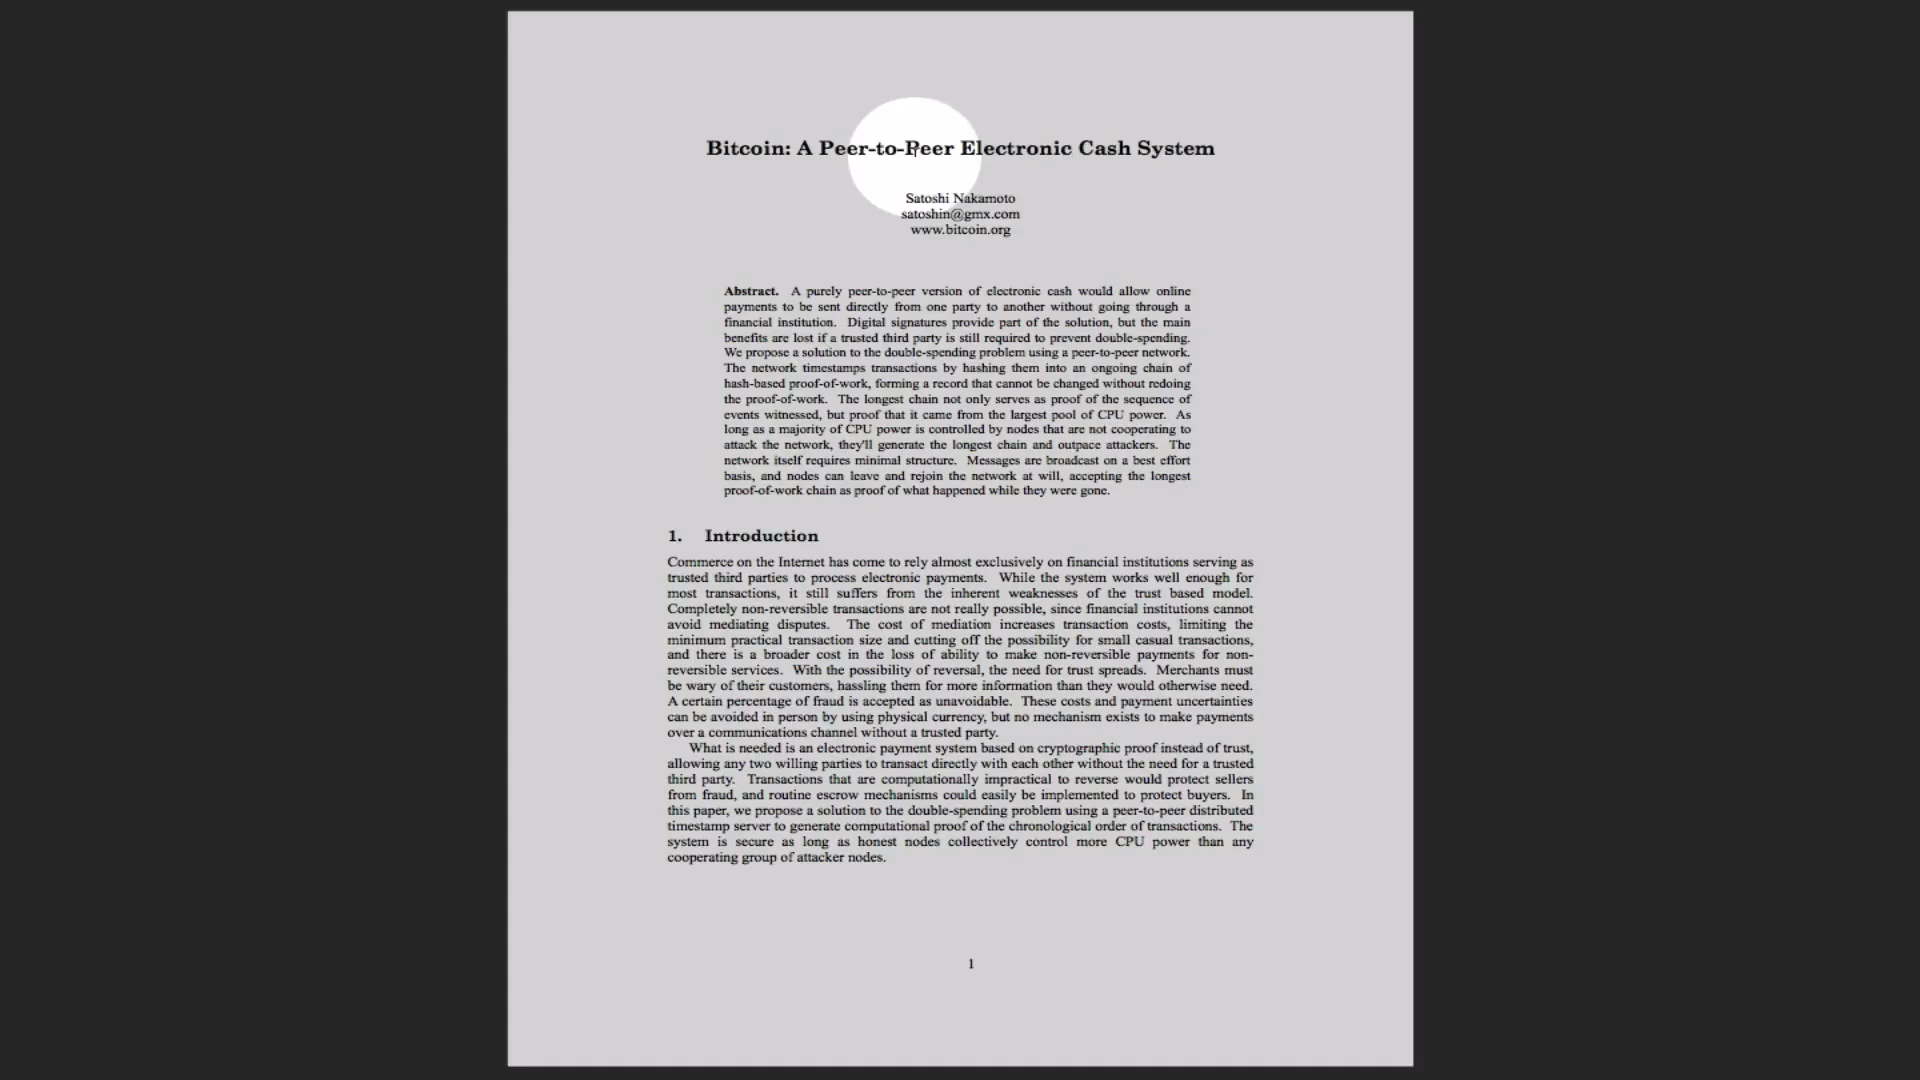 Bitcoin: A Peer-to-Peer Electronic Cash System
Satoshi Nakamoto
satoshin@gmx.com
www.bitcoin.org
Abstract. A purely peer-to-peer version of electronic cash would allow online
payments to be sent directly from one party to another without going through a
financial institution. Digital signatures provide part of the solution, but the main
benefits are lost if a trusted third party is still required to prevent double-spending.
We propose a solution to the double-spending problem using a peer-to-peer network.
The network timestamps transactions by hashing them into an ongoing chain of
hash-based proof-of-work, forming a record that cannot be changed without redoing
the proof-of-work. The longest chain not only serves as proof of the sequence of
events witnessed, but proof that it came from the largest pool of CPU power. As
long as a majority of CPU power is controlled by nodes that are not cooperating to
attack the network, they'll generate the longest chain and outpace attackers. The
network itself requires minimal structure. Messages are broadcast on a best effort
basis, and nodes can leave and rejoin the network at will, accepting the longest
proof-of-work chain as proof of what happened while they were gone.
1. Introduction
Commerce on the Internet has come to rely almost exclusively on financial institutions serving as
trusted third parties to process electronic payments. While the system works well enough for
most transactions, it still suffers from the inherent weaknesses of the trust based model.
Completely non-reversible transactions are not really possible, since financial institutions cannot
avoid mediating disputes. The cost of mediation increases transaction costs, limiting the
minimum practical transaction size and cutting off the possibility for small casual transactions,
and there is a broader cost in the loss of ability to make non-reversible payments for non-
reversible services. With the possibility of reversal, the need for trust spreads. Merchants must
be wary of their customers, hassling them for more information than they would otherwise need.
A certain percentage of fraud is accepted as unavoidable. These costs and payment uncertainties
can be avoided in person by using physical currency, but no mechanism exists to make payments
over a communications channel without a trusted party.
What is needed is an electronic payment system based on cryptographic proof instead of trust,
allowing any two willing parties to transact directly with each other without the need for a trusted
third party. Transactions that are computationally impractical to reverse would protect sellers
from fraud, and routine escrow mechanisms could easily be implemented to protect buyers. In
this paper, we propose a solution to the double-spending problem using a peer-to-peer distributed
timestamp server to generate computational proof of the chronological order of transactions. The
system is secure as long as honest nodes collectively control more CPU power than any
cooperating group of attacker nodes.
1